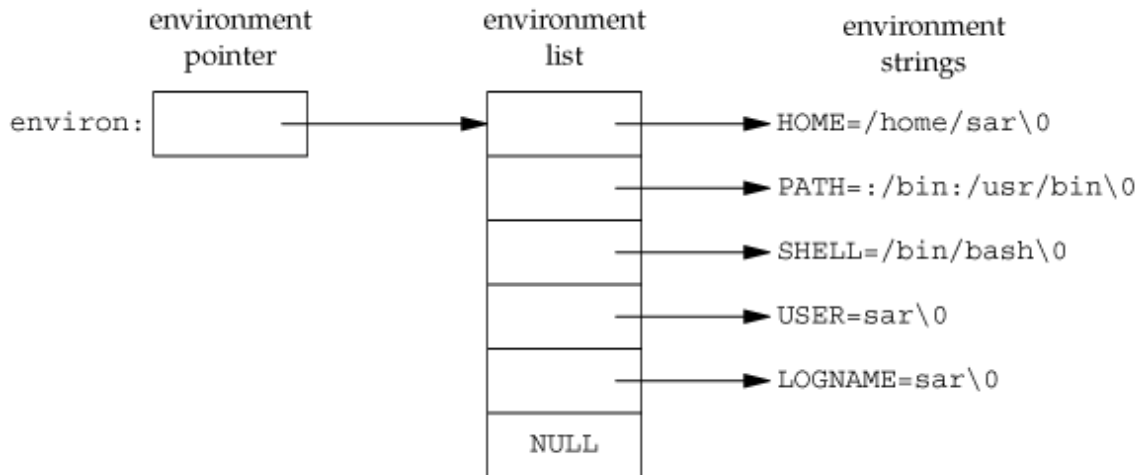 environment
pointer
environment
list
environment
strings
environ:
HOME=/home/sar\0
PATH=:/bin:/usr/bin\0
SHELL=/bin/bash\0
USER=sar\0
LOGNAME=sar\0
NULL